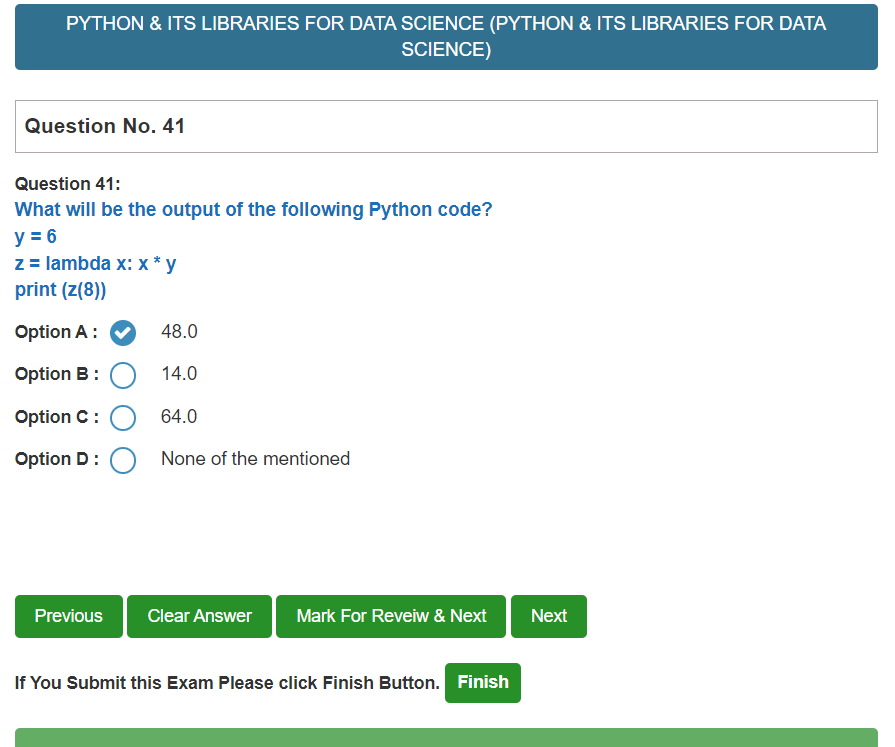 PYTHON & ITS LIBRARIES FOR DATA SCIENCE (PYTHON & ITS LIBRARIES FOR DATA
SCIENCE)
Question No. 41
Question 41:
What will be the output of the following Python code?
y = 6
z = lambda x: x * y
print (z(8))
Option A : 48.0
Option B : 14.0
Option C : 64.0
Option D : None of the mentioned
Previous Clear Answer Mark For Reveiw & Next Next
If You Submit this Exam Please click Finish Button. Finish